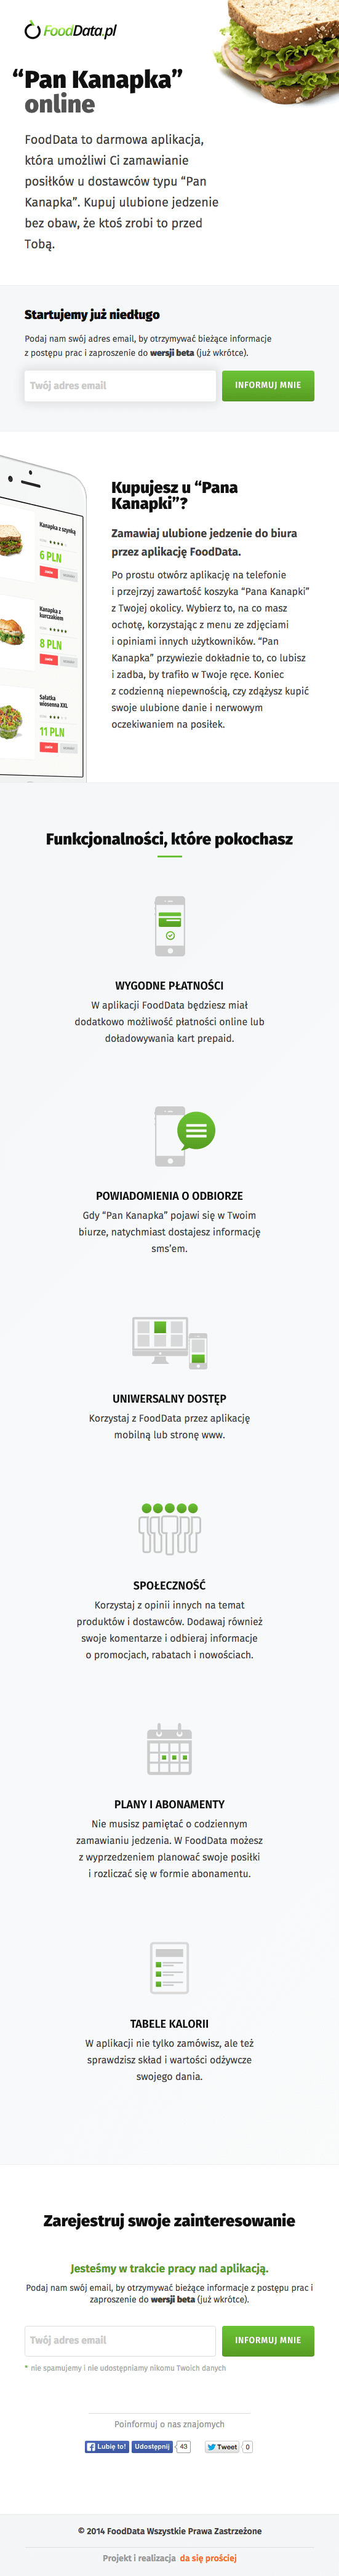 FoodData.pl
“Pan Kanapka”
online
FoodData to darmowa aplikacja,
która umożliwi Ci zamawianie
posiłków u dostawców typu “Pan
Kanapka”. Kupuj ulubione jedzenie
bez obaw, że ktoś zrobi to przed
Tobą.
Startujemy już niedługo
Podaj nam swój adres email, by otrzymywać bieżące informacje
z postępu prac i zaproszenie do wersji beta (już wkrótce).
Twój adres email
INFORMUJ MNIE
Kanapka z szynką
6 PLN
Kanapka z
kurczakiem
8 PLN
Sałatka
wiosenna XXL
11 PLN
Kupujesz u “Pana
Kanapki”?
Zamawiaj ulubione jedzenie do biura
przez aplikację FoodData.
Po prostu otwórz aplikację na telefonie
i przejrzyj zawartość koszyka “Pana Kanapki”
z Twojej okolicy. Wybierz to, na co masz
ochotę, korzystając z menu ze zdjęciami
i opiniami innych użytkowników. “Pan
Kanapka” przywiezie dokładnie to, co lubisz
i zadba, by trafiło w Twoje ręce. Koniec
z codzienną niepewnością, czy zdążysz kupić
swoje ulubione danie i nerwowym
oczekiwaniem na posiłek.
Funkcjonalności, które pokochasz
WYGODNE PŁATNOŚCI
W aplikacji FoodData będziesz miał
dodatkowo możliwość płatności online lub
doładowywania kart prepaid.
POWIADOMIENIA O ODBIORZE
Gdy “Pan Kanapka” pojawi się w Twoim
biurze, natychmiast dostajesz informację
sms’em.
UNIWERSALNY DOSTĘP
Korzystaj z FoodData przez aplikację
mobilną lub stronę www.
SPOŁECZNOŚĆ
Korzystaj z opinii innych na temat
produktów i dostawców. Dodawaj również
swoje komentarze i odbieraj informacje
o promocjach, rabatach i nowościach.
PLANY I ABONAMENTY
Nie musisz pamiętać o codziennym
zamawianiu jedzenia. W FoodData możesz
z wyprzedzeniem planować swoje posiłki
i rozliczać się w formie abonamentu.
TABELE KALORII
W aplikacji nie tylko zamówisz, ale też
sprawdzisz skład i wartości odżywcze
swojego dania.
Zarejestruj swoje zainteresowanie
Jesteśmy w trakcie pracy nad aplikacją.
Podaj nam swój email, by otrzymywać bieżące informacje z postępu prac i
zaproszenie do wersji beta (już wkrótce).
Twój adres email
INFORMUJ MNIE
* nie spamujemy i nie udostępniamy nikomu Twoich danych
Poinformuj o nas znajomych
Lubię to! Udostępnij 43 Tweet 0
© 2014 FoodData Wszystkie Prawa Zastrzeżone
Projekt i realizacja da się prościej